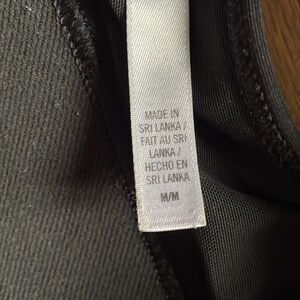 MADE IN
SRI LANKA /
FAIT AU SRI
LANKA /
HECHO EN
SRI LANKA
M/M